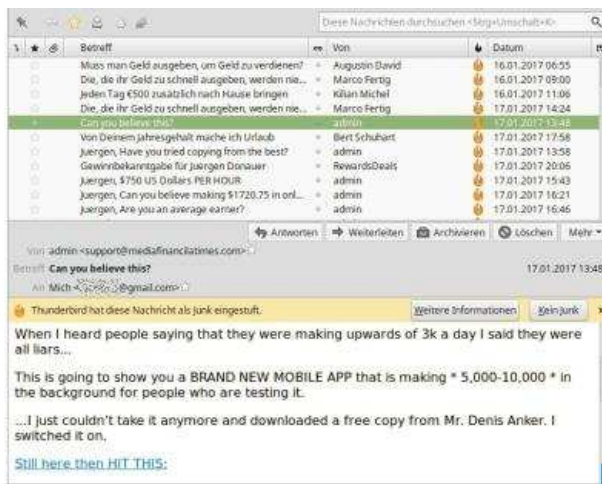 Diese Nachrichten durchsuchen <Strg+Umschalt+K>
Betreff Von Datum
Muss man Geld ausgeben, um Geld zu verdienen? Augustin David 16.01.2017 06:55
Die, die ihr Geld zu schnell ausgeben, werden nie... Marco Fertig 16.01.2017 09:00
Jeden Tag €500 zusätzlich nach Hause bringen Kilian Michel 16.01.2017 11:06
Die, die ihr Geld zu schnell ausgeben, werden nie... Marco Fertig 17.01.2017 14:24
Can you believe this? admin 17.01.2017 13:48
Von Deinem Jahresgehalt mache ich Urlaub Bert Schuhart 17.01.2017 17:58
Juergen, Have you tried copying from the best? admin 17.01.2017 13:58
Gewinnbekanntgabe für Juergen Donauer RewardsDeals 17.01.2017 20:06
Juergen, $750 US Dollars PER HOUR admin 17.01.2017 15:43
Juergen, Can you believe making $1720.75 in onl... admin 17.01.2017 16:21
Juergen, Are you an average earner? admin 17.01.2017 16:46
Antworten Weiterleiten Archivieren Löschen Mehr
Von admin <support@mediafinancilatimes.com>
Betreff Can you believe this? 17.01.2017 13:48
An Mich @gmail.com>
Thunderbird hat diese Nachricht als Junk eingestuft. Weitere Informationen Kein Junk
When I heard people saying that they were making upwards of 3k a day I said they were
all liars...
This is going to show you a BRAND NEW MOBILE APP that is making * 5,000-10,000 * in
the background for people who are testing it.
...I just couldn't take it anymore and downloaded a free copy from Mr. Denis Anker. I
switched it on.
Still here then HIT THIS: